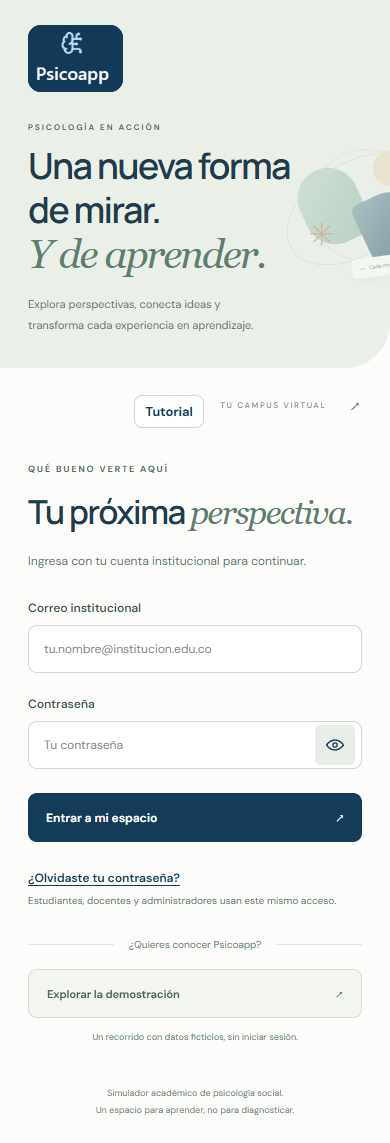 Psicoapp
PSICOLOGÍA EN ACCIÓN
Una nueva forma
de mirar.
Y de aprender.
Explora perspectivas, conecta ideas y
transforma cada experiencia en aprendizaje.
Tutorial
TU CAMPUS VIRTUAL ↗
QUÉ BUENO VERTE AQUÍ
Tu próxima perspectiva.
Ingresa con tu cuenta institucional para continuar.
Correo institucional
tu.nombre@institucion.edu.co
Contraseña
Tu contraseña
Entrar a mi espacio ↗
¿Olvidaste tu contraseña?
Estudiantes, docentes y administradores usan este mismo acceso.
¿Quieres conocer Psicoapp?
Explorar la demostración ↗
Un recorrido con datos ficticios, sin iniciar sesión.
Simulador académico de psicología social.
Un espacio para aprender, no para diagnosticar.